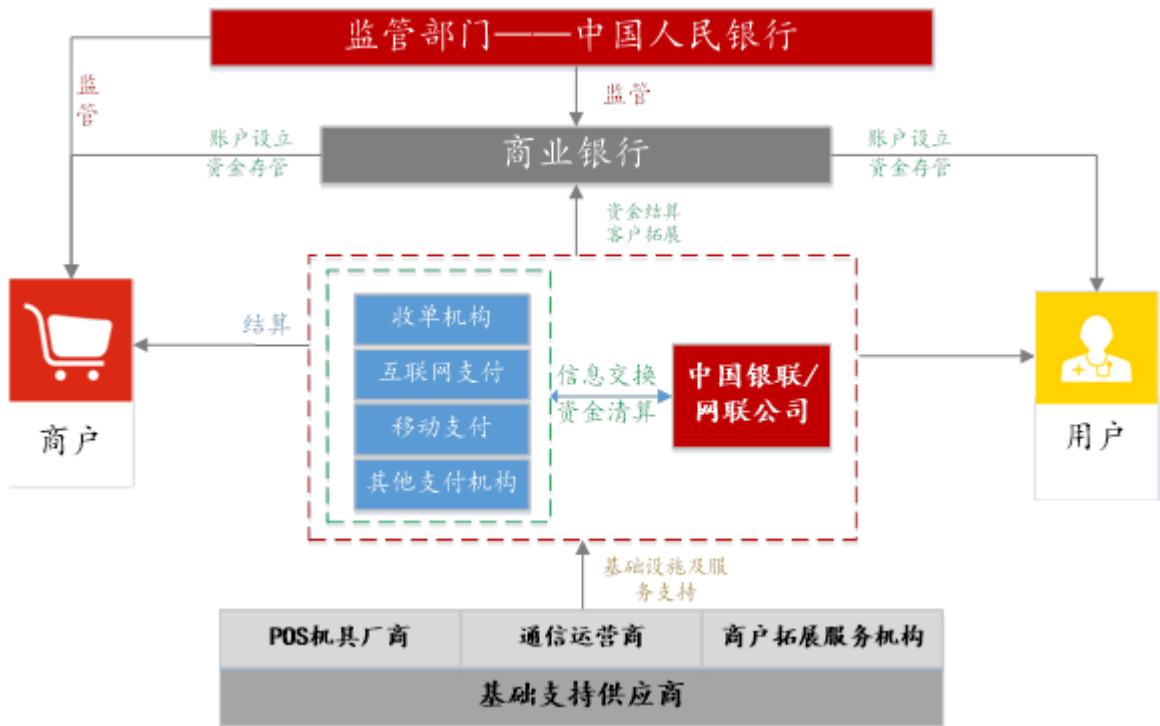 监管部门——中国人民银行
监
管
监管
账户设立
资金存管
商业银行
账户设立
资金存管
资金结算
客户拓展
收单机构
互联网支付
移动支付
其他支付机构
信息交换
资金清算
中国银联/
网联公司
结算
商户
用户
基础设施及服
务支持
POS机具厂商
通信运营商
商户拓展服务机构
基础支持供应商